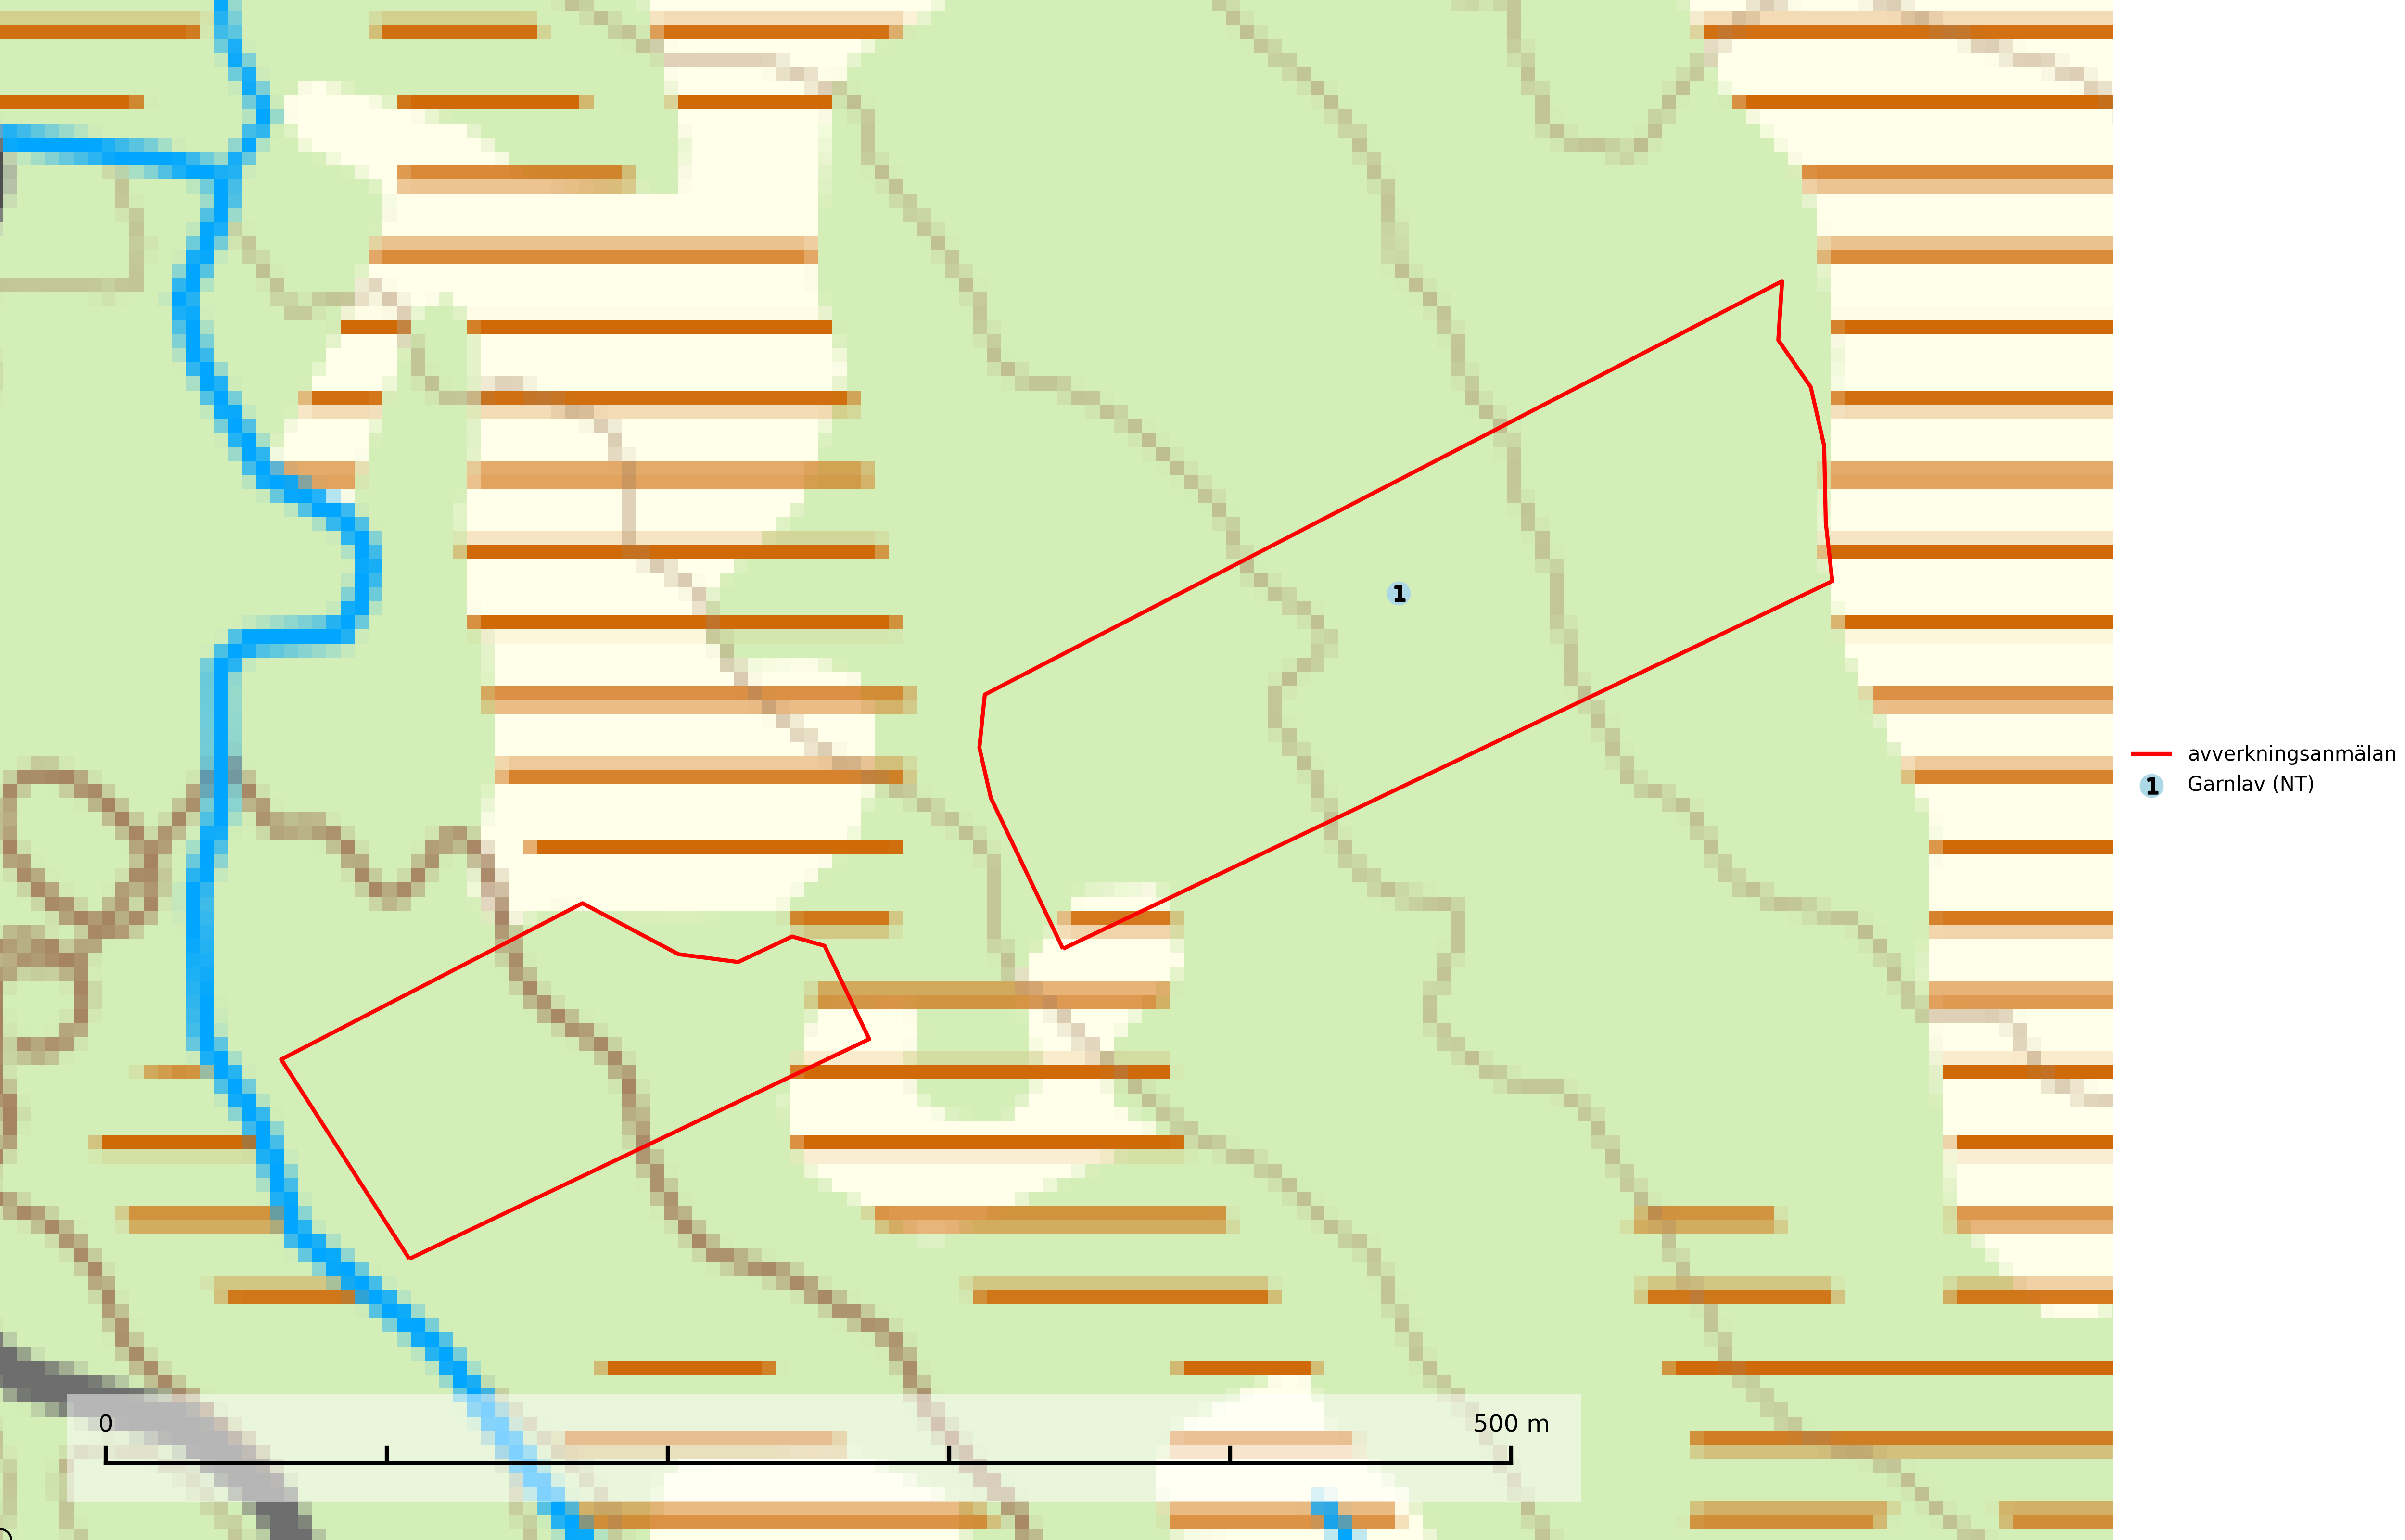 1
avverkningsanmälan
1 Garnlav (NT)
0 500 m